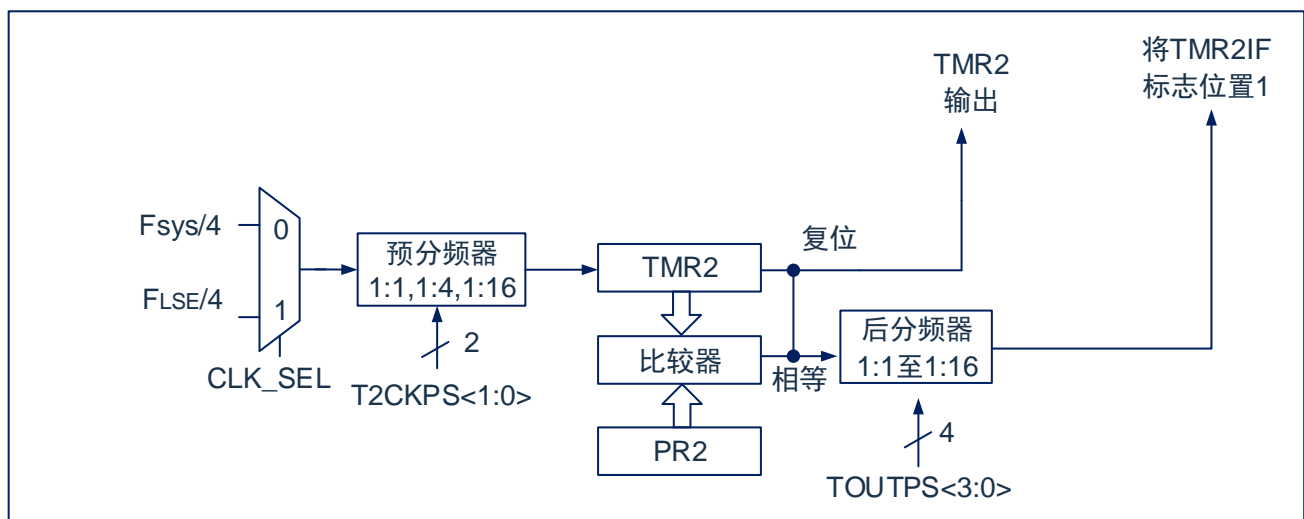 TMR2
输出
将TMR2IF
标志位置1
Fsys/4
0
FLSE/4
1
CLK_SEL
预分频器
1:1,1:4,1:16
2
T2CKPS<1:0>
TMR2
复位
比较器
相等
PR2
后分频器
1:1至1:16
4
TOUTPS<3:0>